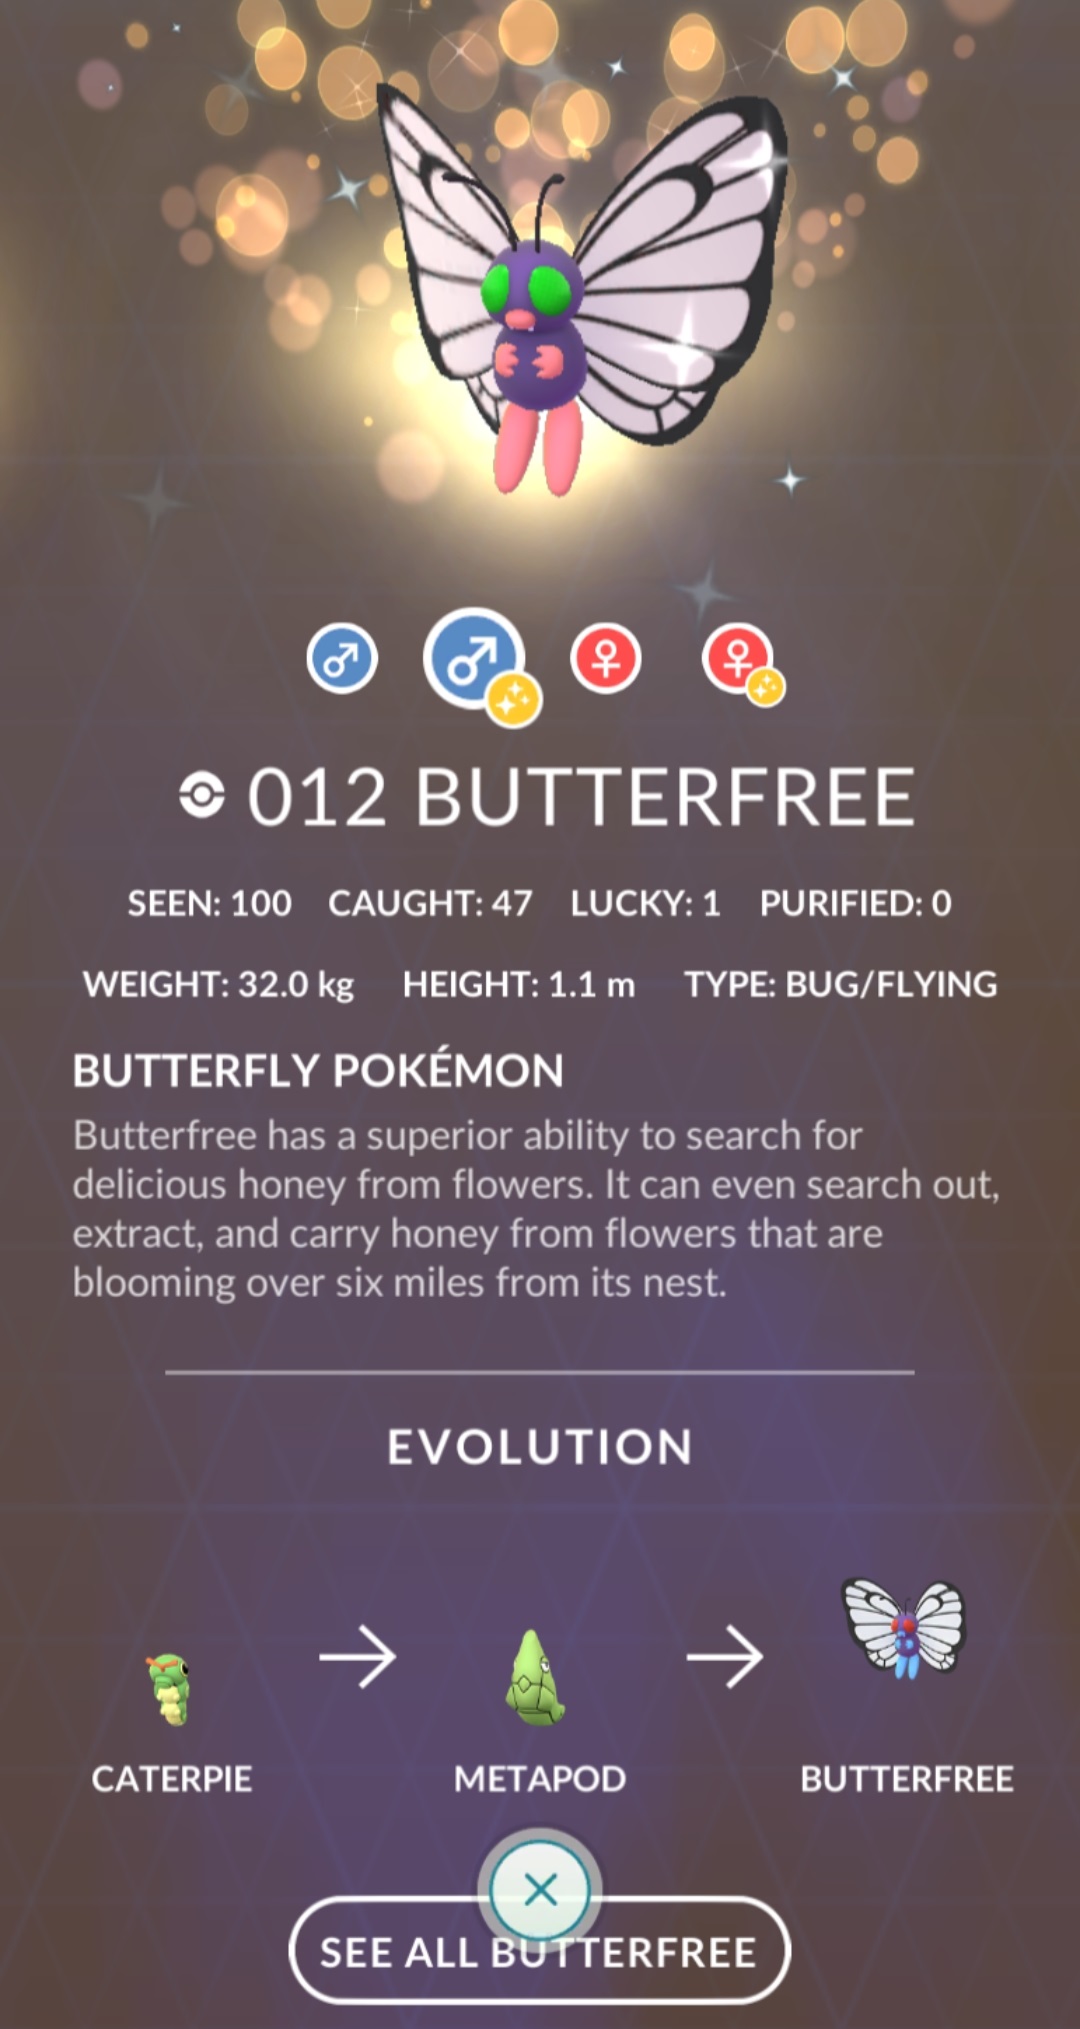 012 BUTTERFREE
SEEN: 100 CAUGHT: 47 LUCKY: 1 PURIFIED: 0
WEIGHT: 32.0 kg HEIGHT: 1.1 m TYPE: BUG/FLYING
BUTTERFLY POKÉMON
Butterfree has a superior ability to search for
delicious honey from flowers. It can even search out,
extract, and carry honey from flowers that are
blooming over six miles from its nest.
EVOLUTION
CATERPIE METAPOD BUTTERFREE
SEE ALL BUTTERFREE